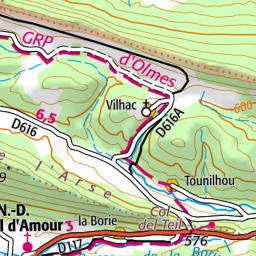 GRP
d'Olmes
Vilhac
600
6,5
D616A
D616
l'Arse
Tounilhou
N.-D.
d'Amour
3
la Borie
Col
del Teil
576
D117